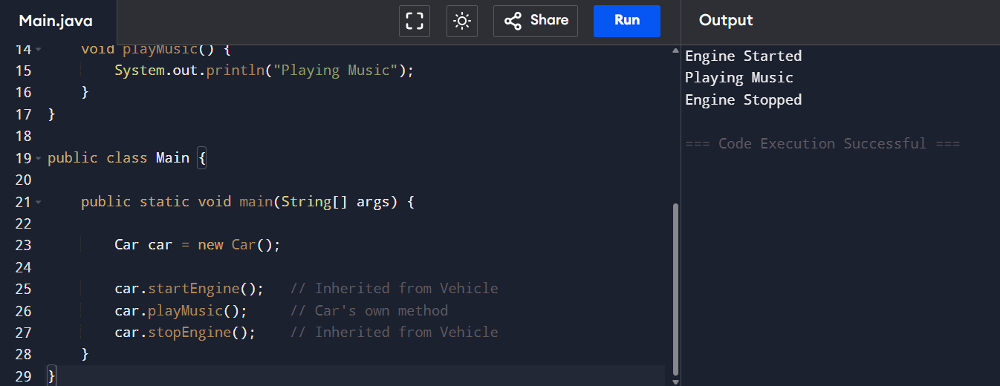 Main.java
Share
Run
Output
14 void playMusic() {
15 System.out.println("Playing Music");
16 }
17 }
18
19 public class Main {
20
21 public static void main(String[] args) {
22
23 Car car = new Car();
24
25 car.startEngine(); // Inherited from Vehicle
26 car.playMusic(); // Car's own method
27 car.stopEngine(); // Inherited from Vehicle
28 }
29 }
Engine Started
Playing Music
Engine Stopped
=== Code Execution Successful ===